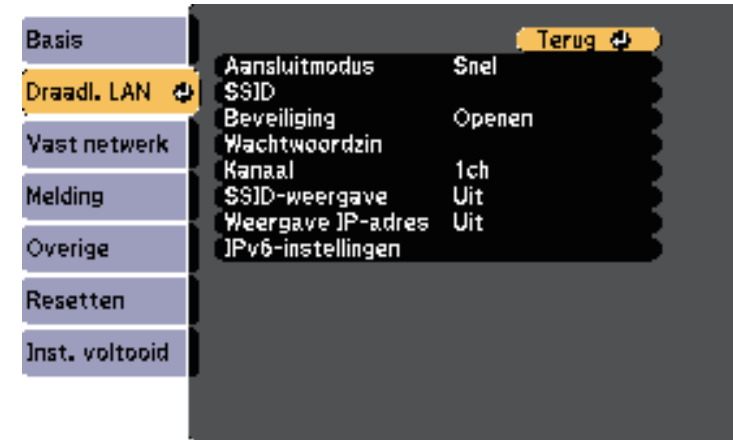 Basis
Draadl. LAN
Vast netwerk
Melding
Overige
Resetten
Inst. voltooid
Terug
Aansluitmodus Snel
SSID
Beveiliging Openen
Wachtwoordzin
Kanaal 1ch
SSID-weergave Uit
Weergave IP-adres Uit
IPv6-instellingen